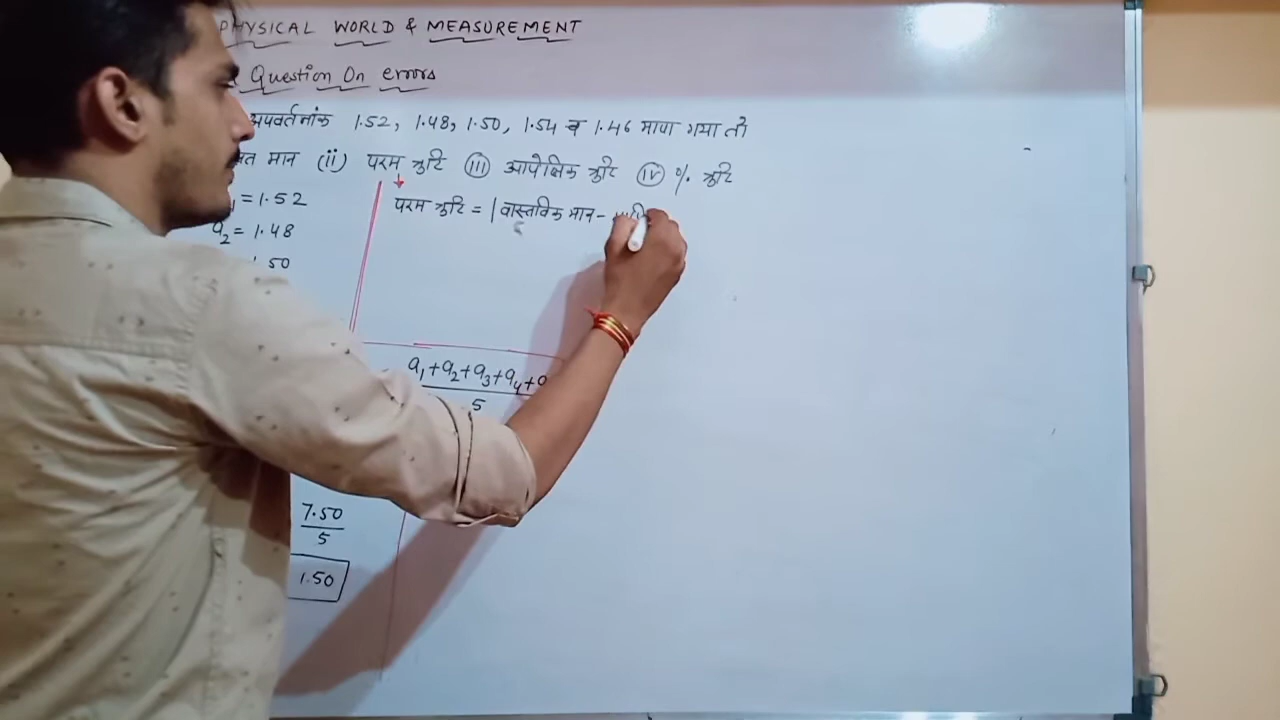 PHYSICAL WORLD & MEASUREMENT
Question On errors
अपवर्तनांक 1.52, 1.48, 1.50, 1.54 व 1.46 मापा गया तो
मान (ii) परम त्रुटि (iii) आपेक्षिक त्रुटि (iv) % त्रुटि
= 1.52
परम त्रुटि = | वास्तविक मान -
a2 = 1.48
1.50
a1+a2+a3+a4+a
5
7.50
5
1.50